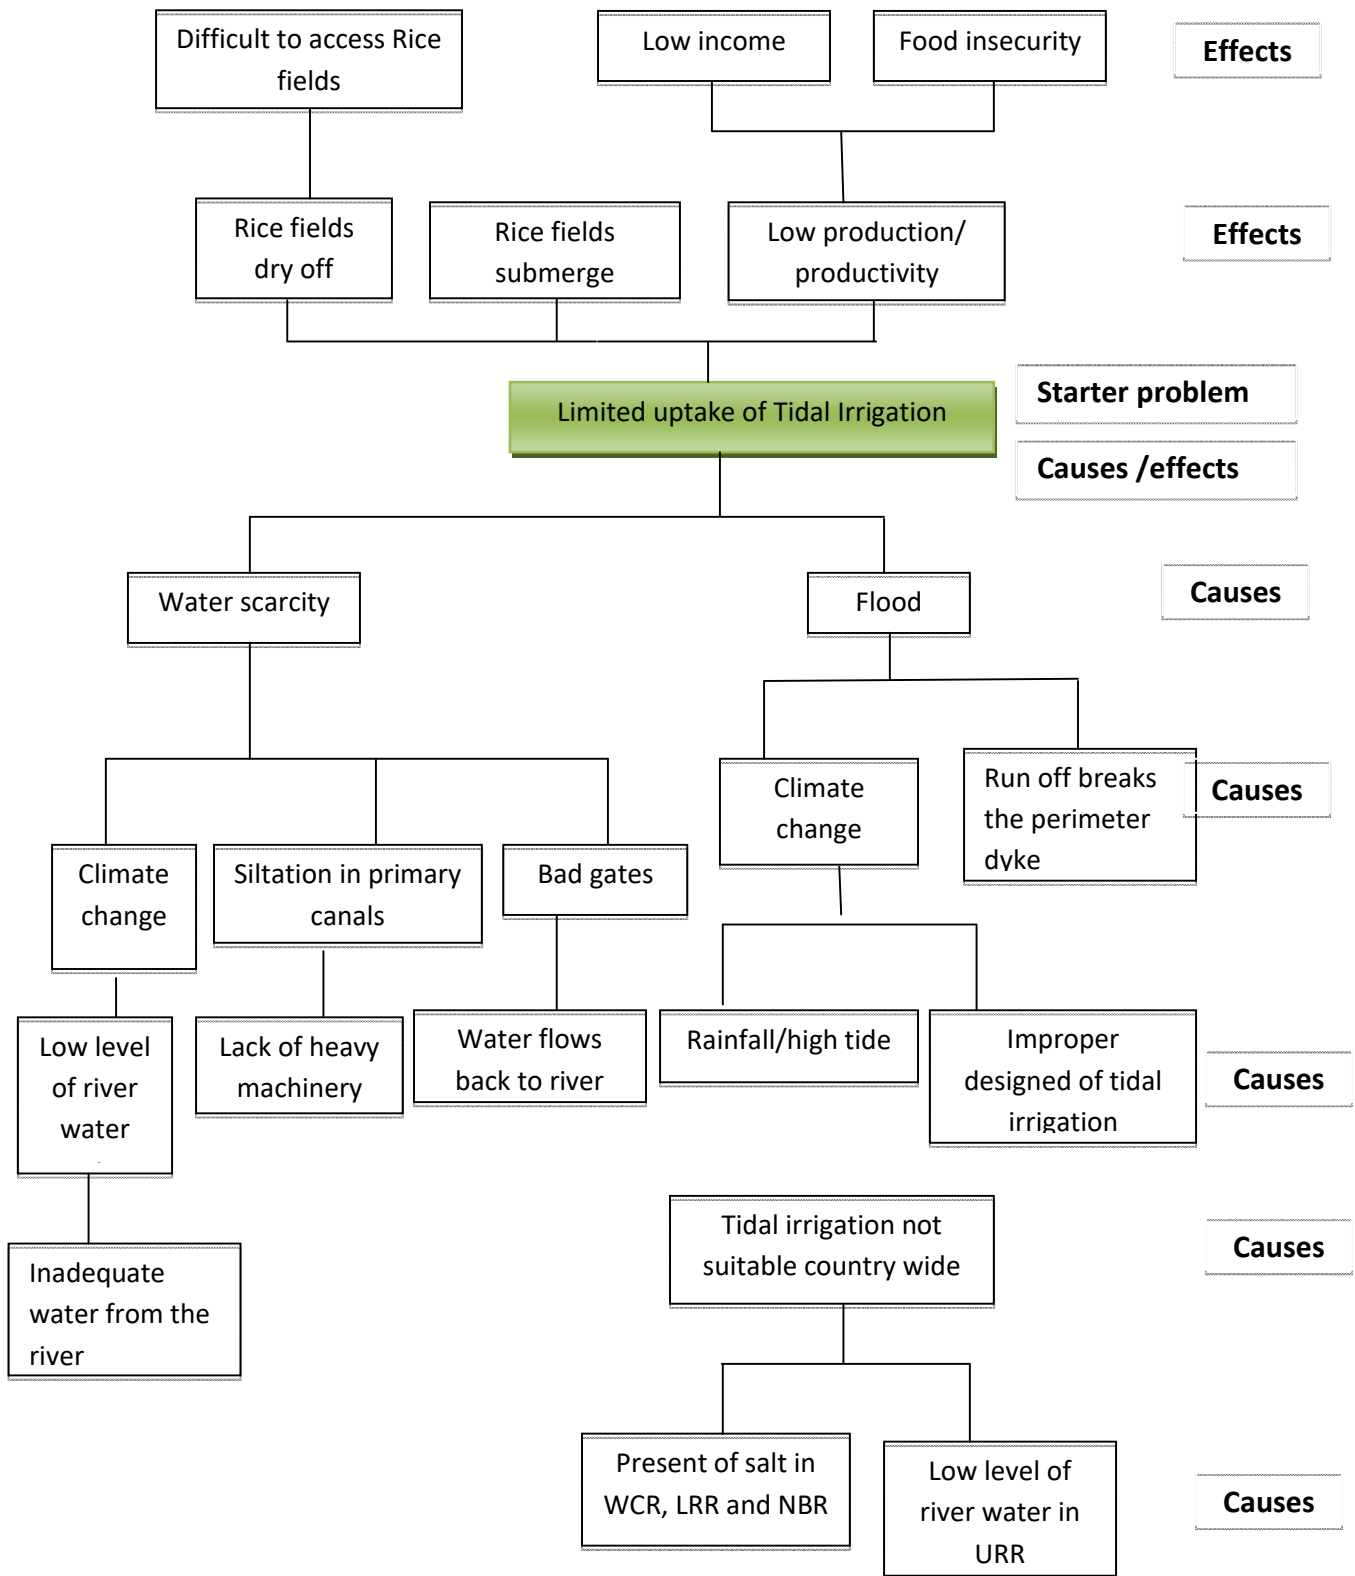 Difficult to access Rice
fields
Low income
Food insecurity
Effects
Rice fields
dry off
Rice fields
submerge
Low production/
productivity
Effects
Limited uptake of Tidal Irrigation
Starter problem
Causes /effects
Water scarcity
Flood
Causes
Climate
change
Run off breaks
the perimeter
dyke
Causes
Climate
change
Siltation in primary
canals
Bad gates
Low level
of river
water
Lack of heavy
machinery
Water flows
back to river
Rainfall/high tide
Improper
designed of tidal
irrigation
Causes
Inadequate
water from the
river
Tidal irrigation not
suitable country wide
Causes
Present of salt in
WCR, LRR and NBR
Low level of
river water in
URR
Causes